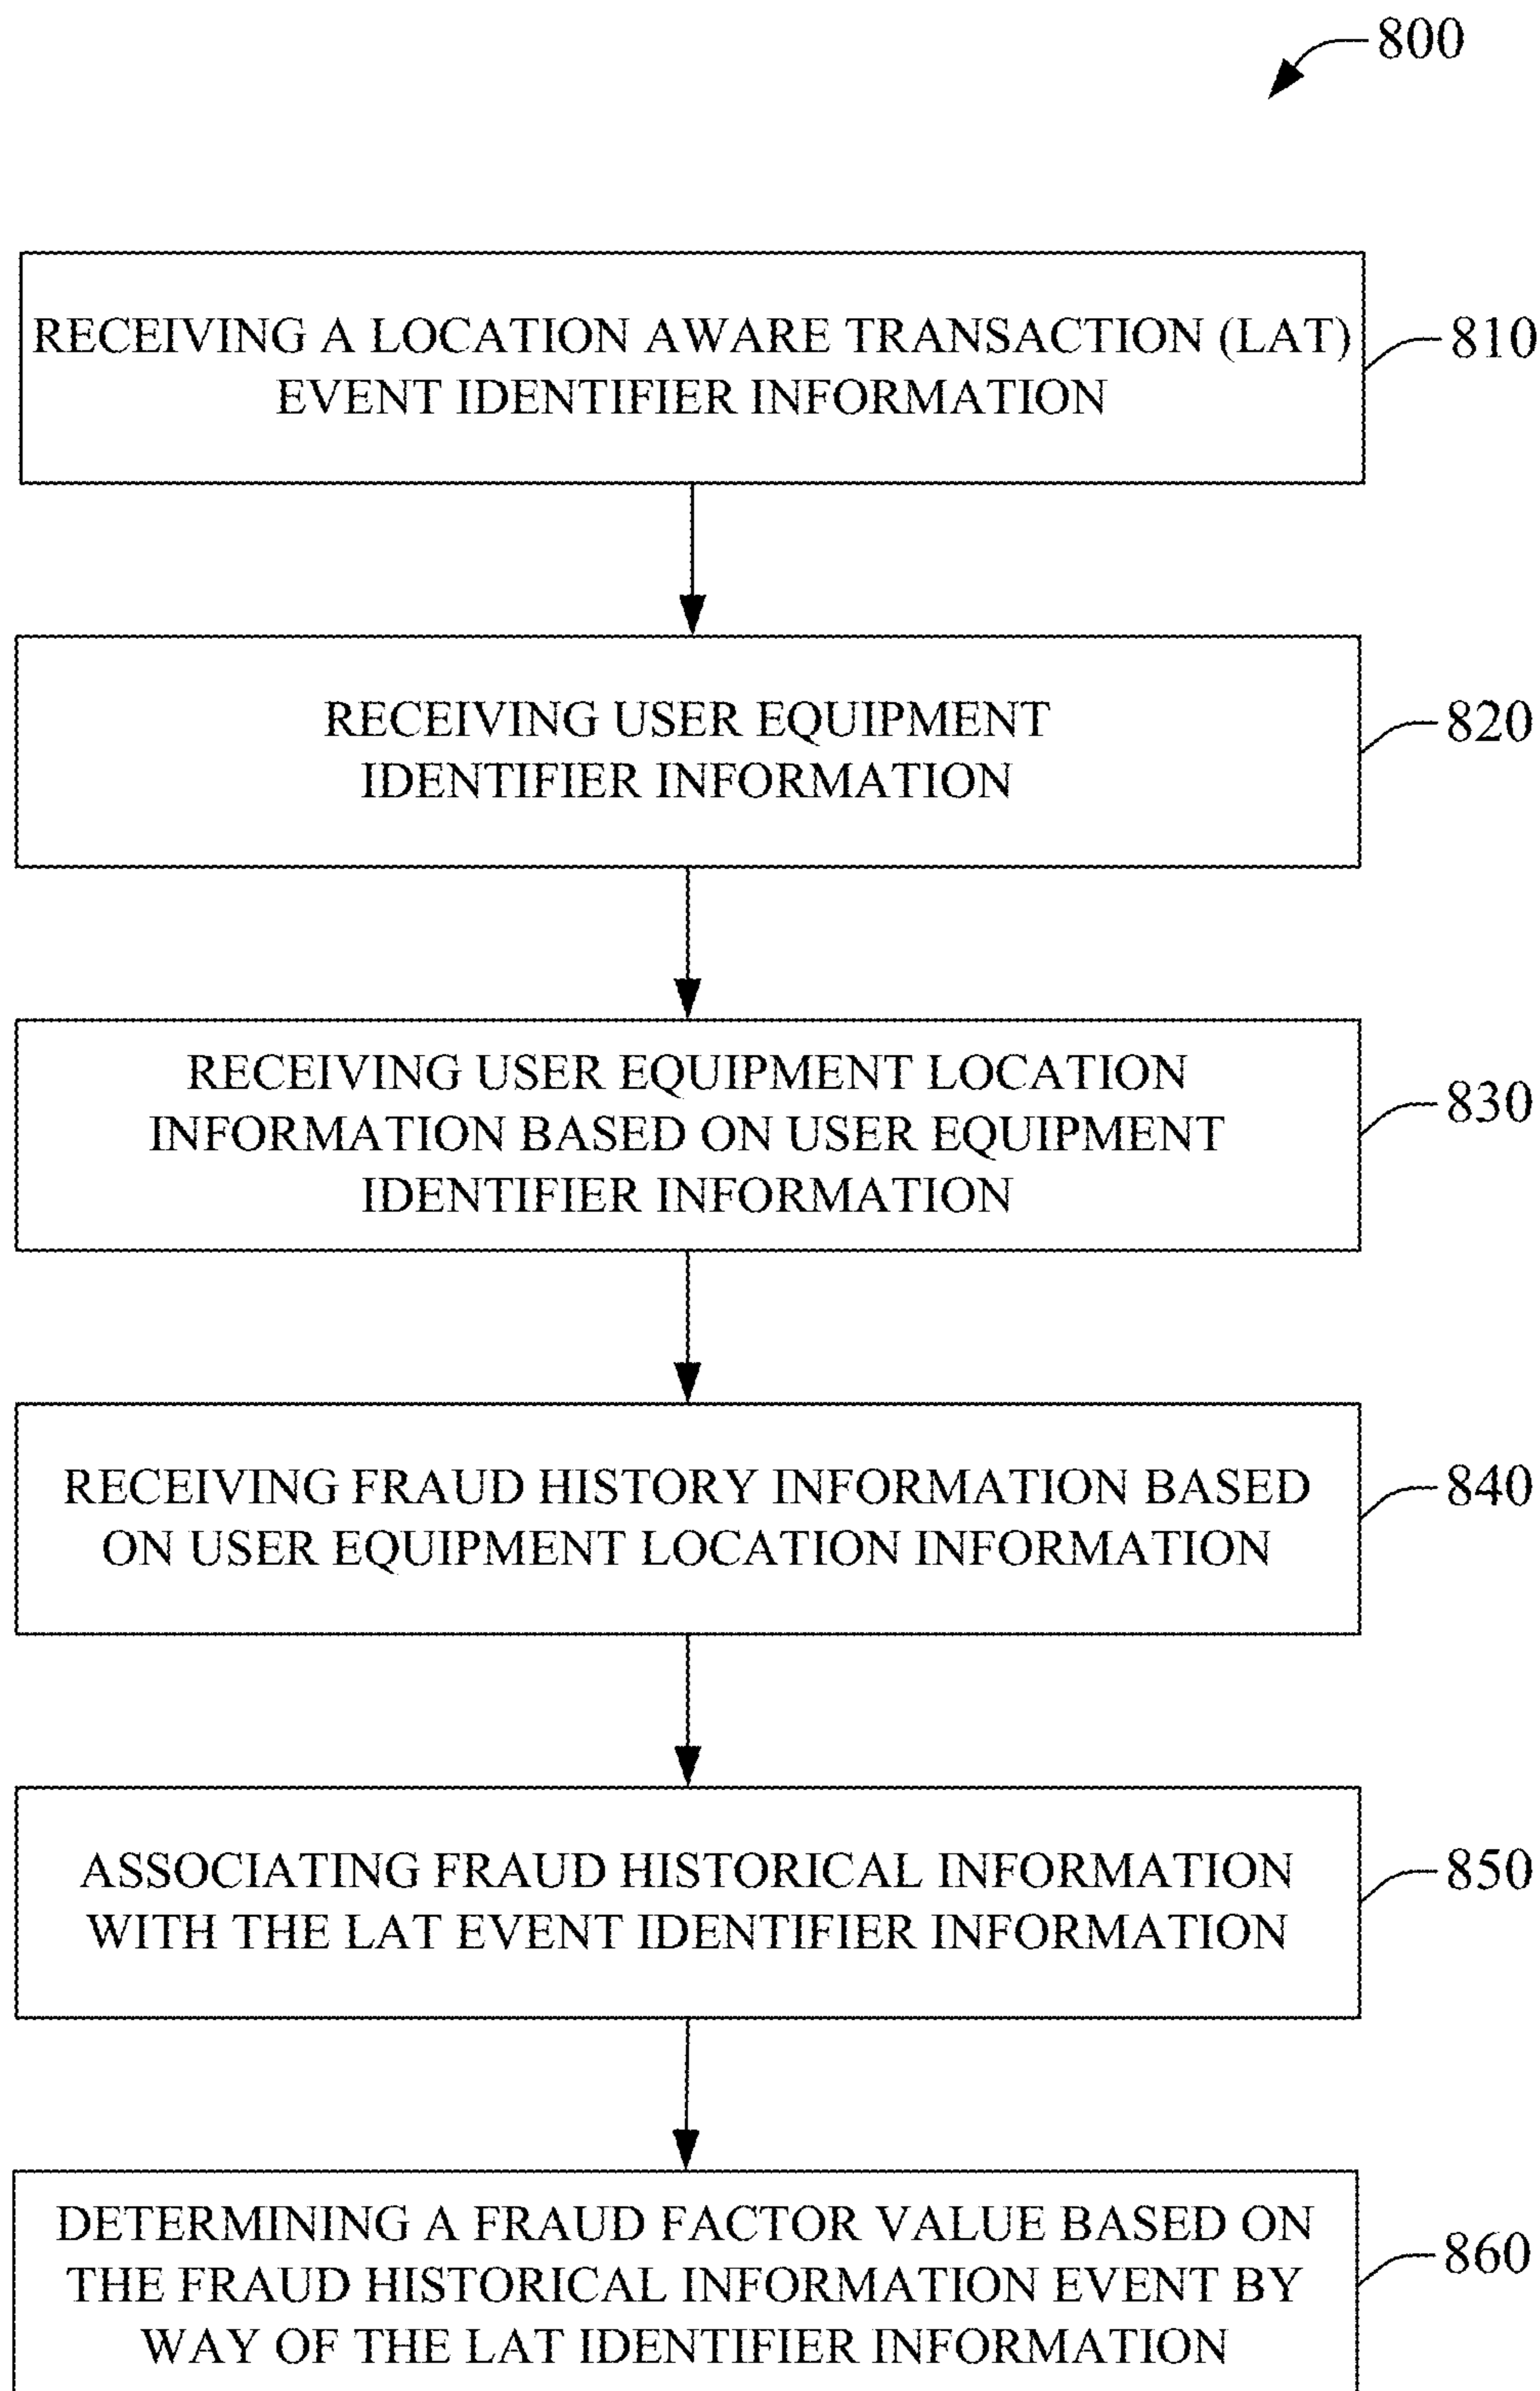 800
RECEIVING A LOCATION AWARE TRANSACTION (LAT)
EVENT IDENTIFIER INFORMATION
810
RECEIVING USER EQUIPMENT
IDENTIFIER INFORMATION
820
RECEIVING USER EQUIPMENT LOCATION
INFORMATION BASED ON USER EQUIPMENT
IDENTIFIER INFORMATION
830
RECEIVING FRAUD HISTORY INFORMATION BASED
ON USER EQUIPMENT LOCATION INFORMATION
840
ASSOCIATING FRAUD HISTORICAL INFORMATION
WITH THE LAT EVENT IDENTIFIER INFORMATION
850
DETERMINING A FRAUD FACTOR VALUE BASED ON
THE FRAUD HISTORICAL INFORMATION EVENT BY
WAY OF THE LAT IDENTIFIER INFORMATION
860